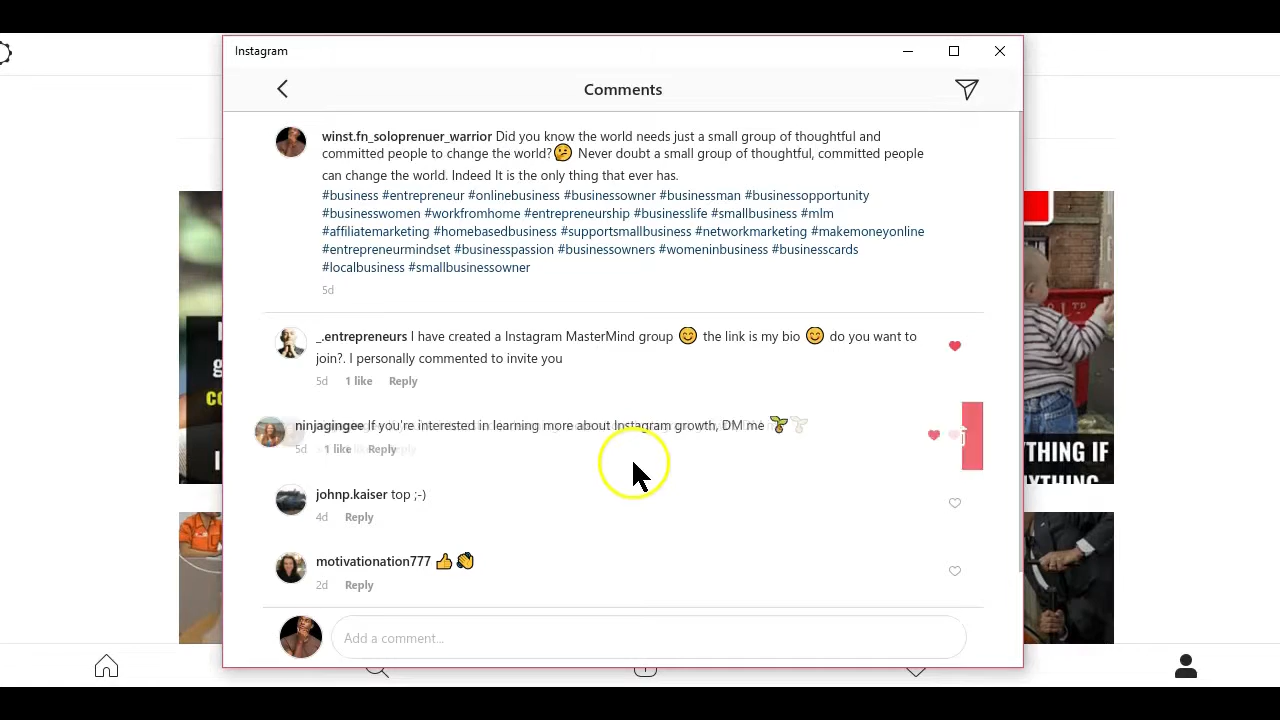 Instagram
Comments
winst.fn_soloprenuer_warrior Did you know the world needs just a small group of thoughtful and
committed people to change the world?🫤 Never doubt a small group of thoughtful, committed people
can change the world. Indeed It is the only thing that ever has.
#business #entrepreneur #onlinebusiness #businessowner #businessman #businessopportunity
#businesswomen #workfromhome #entrepreneurship #businesslife #smallbusiness #mlm
#affiliatemarketing #homebasedbusiness #supportsmallbusiness #networkmarketing #makemoneyonline
#entrepreneurmindset #businesspassion #businessowners #womeninbusiness #businesscards
#localbusiness #smallbusinessowner
5d
_.entrepreneurs I have created a Instagram MasterMind group 😊 the link is my bio 😊 do you want to
join?. I personally commented to invite you
5d 1 like Reply
ninjagingee If you're interested in learning more about Instagram growth, DM me 🌱
5d 1 like Reply
johnp.kaiser top ;-)
4d Reply
motivationation777 👍 👏
2d Reply
Add a comment...
THING IF